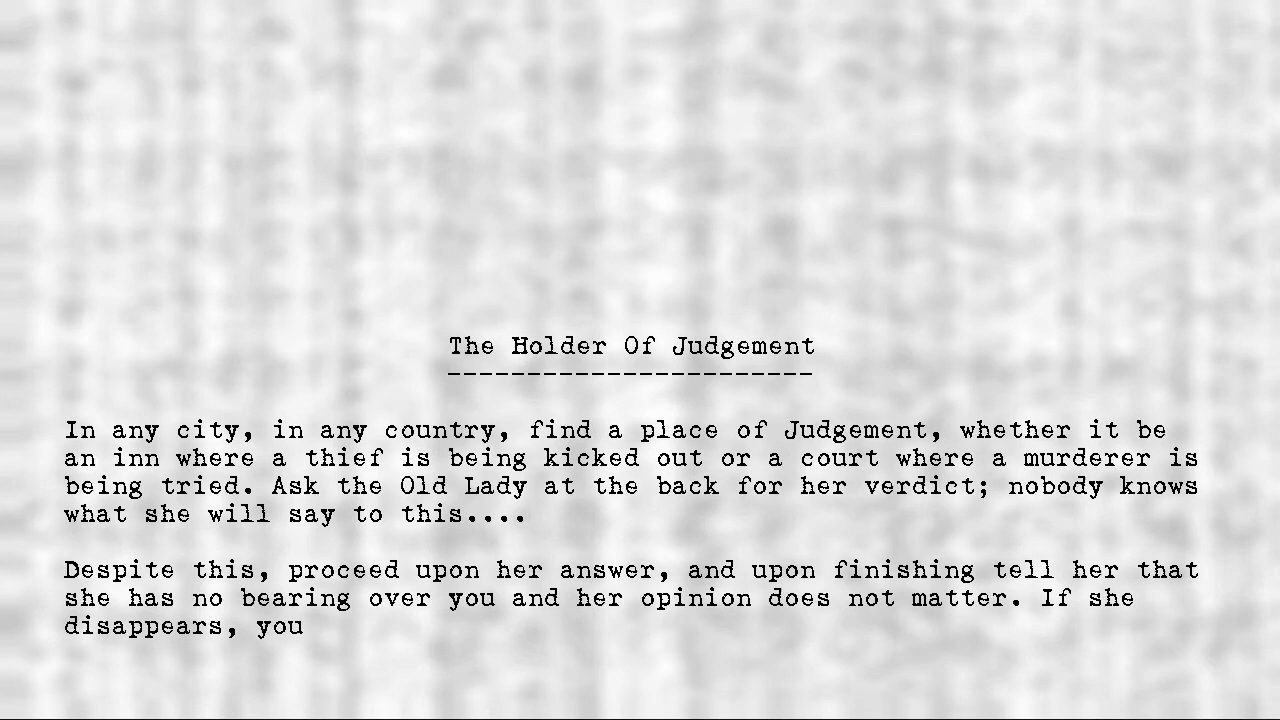 The Holder Of Judgement
-----------------------
In any city, in any country, find a place of Judgement, whether it be
an inn where a thief is being kicked out or a court where a murderer is
being tried. Ask the Old Lady at the back for her verdict; nobody knows
what she will say to this....
Despite this, proceed upon her answer, and upon finishing tell her that
she has no bearing over you and her opinion does not matter. If she
disappears, you